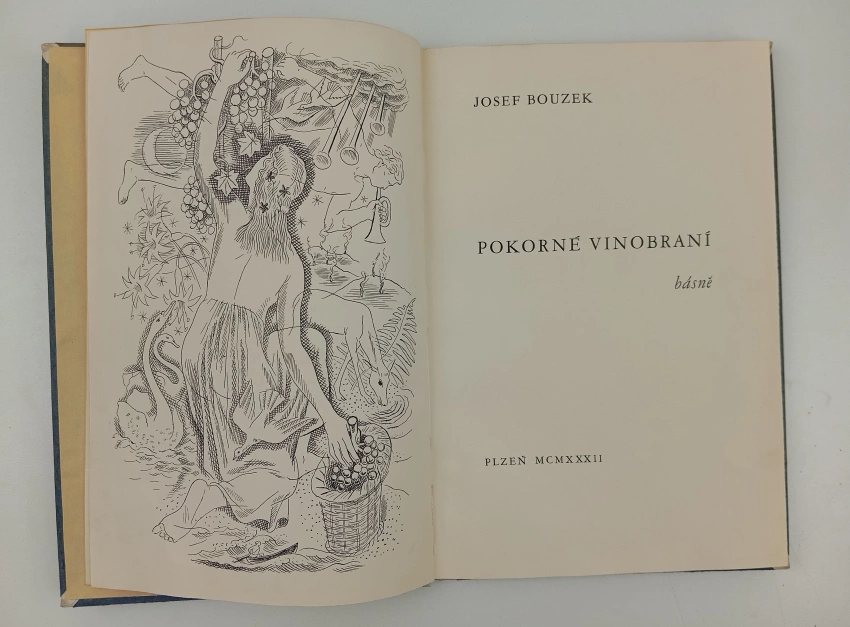 JOSEF BOUZEK
POKORNÉ VINOBRANÍ
básně
PLZEŇ MCMXXXII